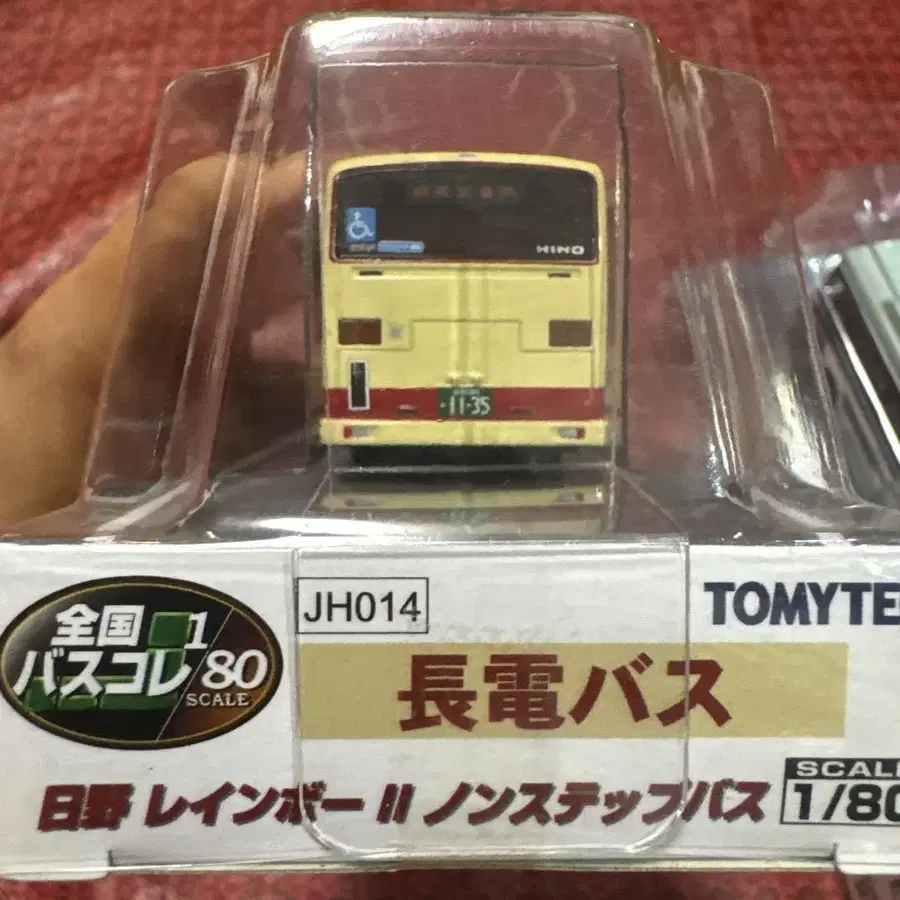 HINO
11-35
全国
バスコレ
1/80
SCALE
JH014
TOMYTE
長電バス
日野 レインボーII ノンステップバス
SCALE
1/80